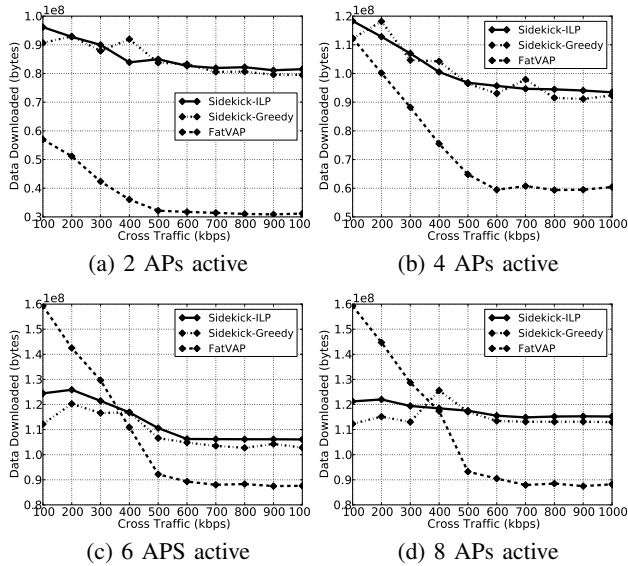 1.0 1e8
0.9
0.8
0.7
0.6
0.5
0.4
0.3
Data Downloaded (bytes)
Sidekick-ILP
Sidekick-Greedy
FatVAP
100 200 300 400 500 600 700 800 900 100
Cross Traffic (kbps)
(a) 2 APs active
1.2 1e8
1.1
1.0
0.9
0.8
0.7
0.6
0.5
Data Downloaded (bytes)
Sidekick-ILP
Sidekick-Greedy
FatVAP
100 200 300 400 500 600 700 800 900 1000
Cross Traffic (kbps)
(b) 4 APs active
1.6 1e8
1.5
1.4
1.3
1.2
1.1
1.0
0.9
0.8
Data Downloaded (bytes)
Sidekick-ILP
Sidekick-Greedy
FatVAP
100 200 300 400 500 600 700 800 900 100
Cross Traffic (kbps)
(c) 6 APS active
1.6 1e8
1.5
1.4
1.3
1.2
1.1
1.0
0.9
0.8
Data Downloaded (bytes)
Sidekick-ILP
Sidekick-Greedy
FatVAP
100 200 300 400 500 600 700 800 900 1000
Cross Traffic (kbps)
(d) 8 APs active